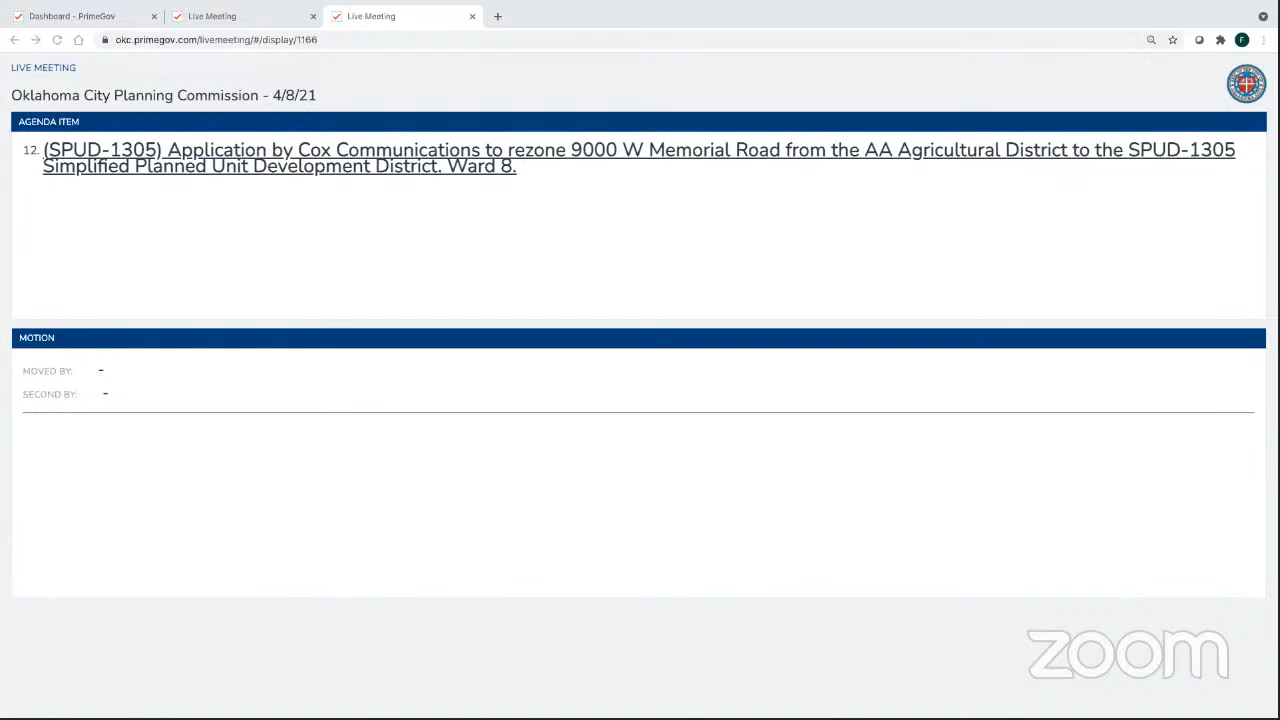 Dashboard - PrimeGov
Live Meeting
Live Meeting
okc.primegov.com/livemeeting/#/display/1166
F
LIVE MEETING
Oklahoma City Planning Commission - 4/8/21
AGENDA ITEM
12. (SPUD-1305) Application by Cox Communications to rezone 9000 W Memorial Road from the AA Agricultural District to the SPUD-1305
Simplified Planned Unit Development District. Ward 8.
MOTION
MOVED BY: -
SECOND BY: -
zoom